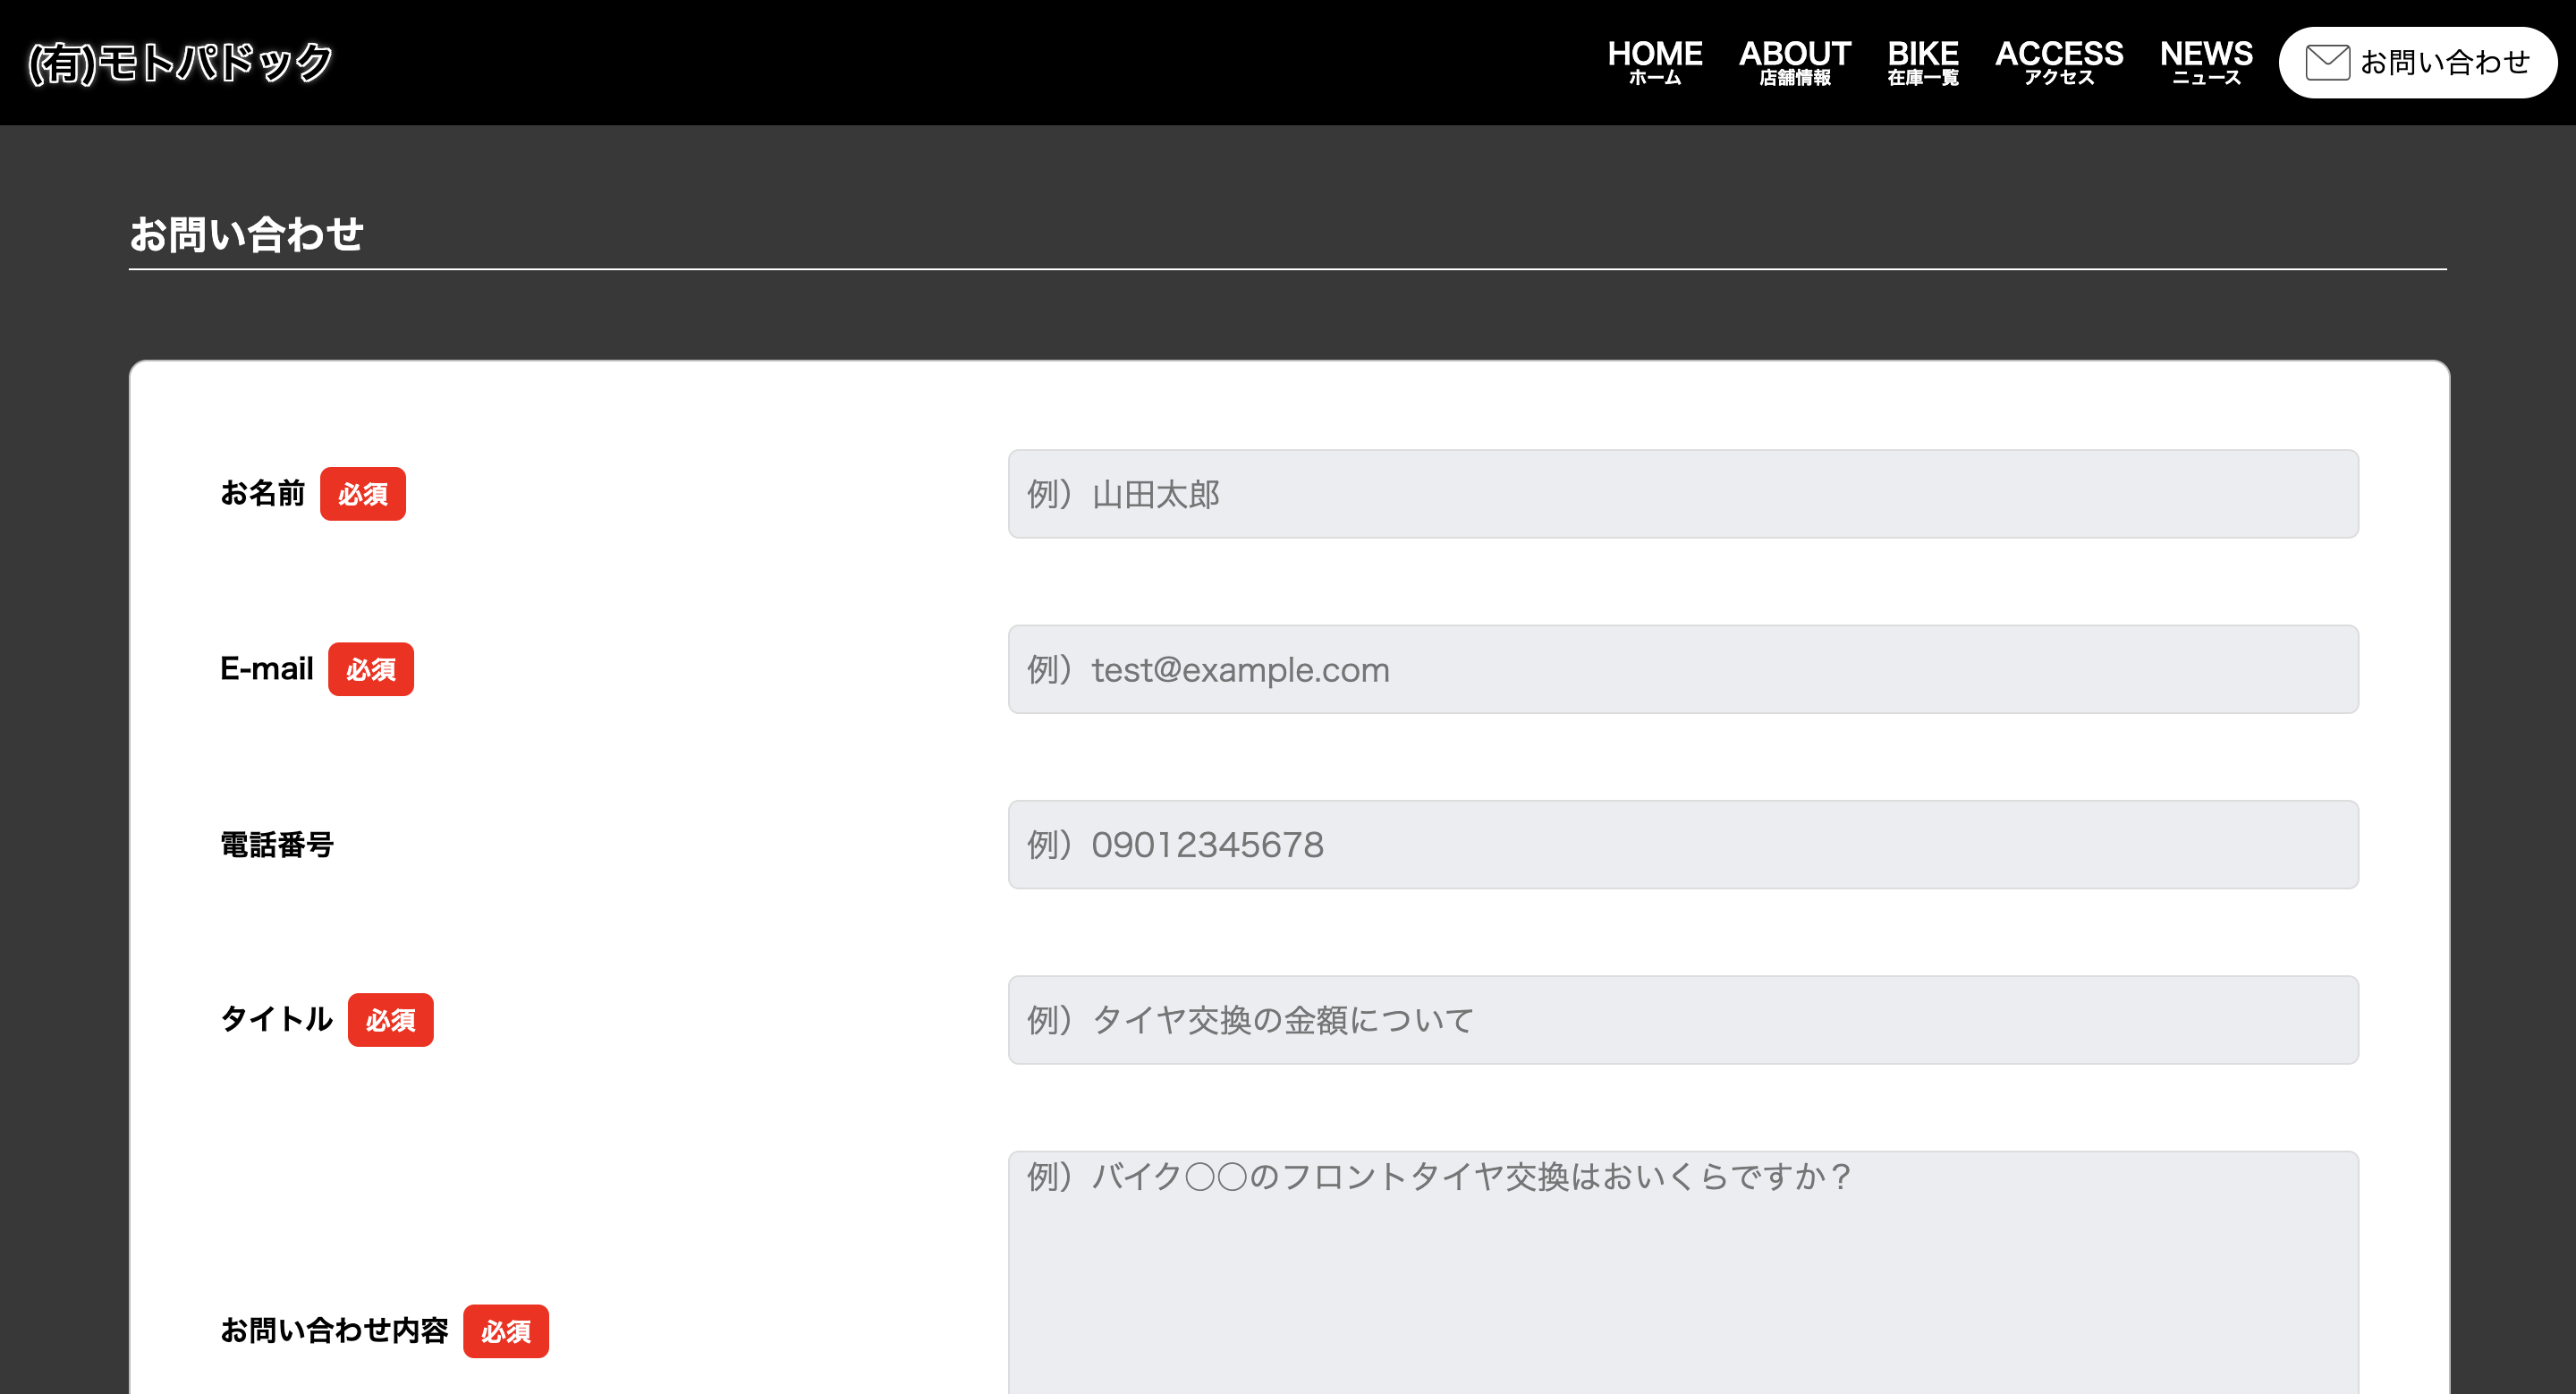 (有)モトパドック
HOME
ホーム
ABOUT
店舗情報
BIKE
在庫一覧
ACCESS
アクセス
NEWS
ニュース
お問い合わせ
お問い合わせ
お名前 必須
例）山田太郎
E-mail 必須
例）test@example.com
電話番号
例）09012345678
タイトル 必須
例）タイヤ交換の金額について
お問い合わせ内容 必須
例）バイク○○のフロントタイヤ交換はおいくらですか？